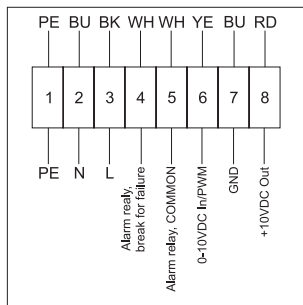 PE BU BK WH WH YE BU RD
1 2 3 4 5 6 7 8
PE N L
Alarm realy,
break for failure
Alarm relay, COMMON
0-10VDC In/PWM
GND
+10VDC Out